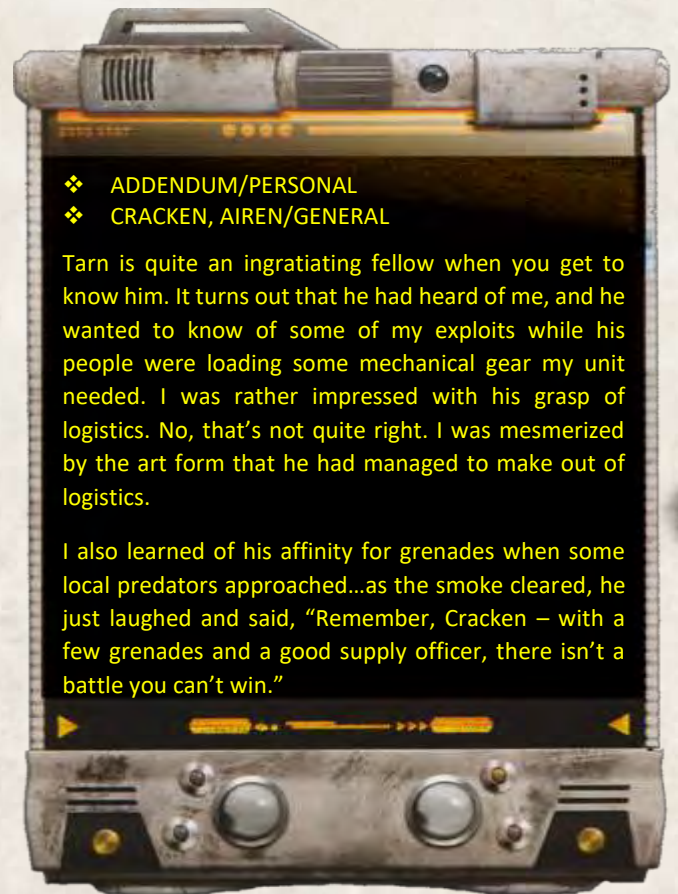 ❖ ADDENDUM/PERSONAL
❖ CRACKEN, AIREN/GENERAL
Tarn is quite an ingratiating fellow when you get to
know him. It turns out that he had heard of me, and he
wanted to know of some of my exploits while his
people were loading some mechanical gear my unit
needed. I was rather impressed with his grasp of
logistics. No, that’s not quite right. I was mesmerized
by the art form that he had managed to make out of
logistics.
I also learned of his affinity for grenades when some
local predators approached…as the smoke cleared, he
just laughed and said, “Remember, Cracken – with a
few grenades and a good supply officer, there isn’t a
battle you can’t win.”